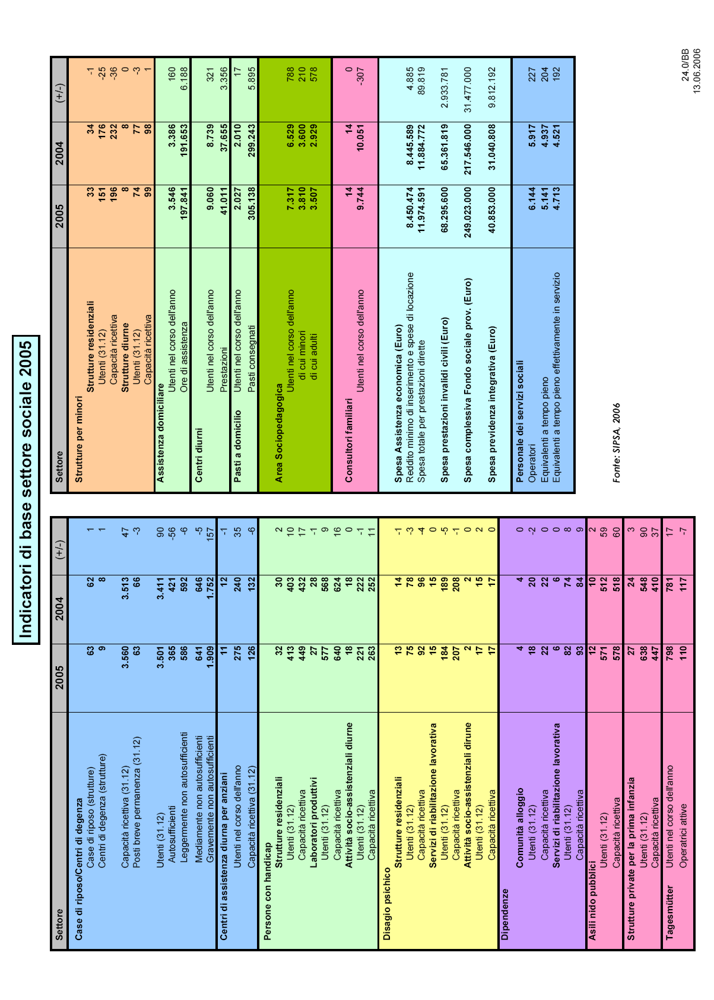 Indicatori di base settore sociale 2005
Settore 2005 2004 (+/-)
Case di riposo/Centri di degenza
Case di riposo (strutture) 63 62 1
Centri di degenza (strutture) 9 8 1
Capacità ricettiva (31.12) 3.560 3.513 47
Posti breve permanenza (31.12) 63 66 -3
Utenti (31.12) 3.501 3.411 90
Autosufficienti 365 421 -56
Leggermente non autosufficienti 586 592 -6
Mediamente non autosufficienti 641 646 -5
Gravemente non autosufficienti 1.909 1.752 157
Centri di assistenza diurna per anziani 11 12 -1
Utenti nel corso dell'anno 275 240 35
Capacità ricettiva (31.12) 126 132 -6
Persone con handicap
Strutture residenziali 32 30 2
Utenti (31.12) 413 403 10
Capacità ricettiva 449 432 17
Laboratori produttivi 27 28 -1
Utenti (31.12) 577 568 9
Capacità ricettiva 640 624 16
Attività socio-assistenziali diurne 18 18 0
Utenti (31.12) 221 222 -1
Capacità ricettiva 263 252 11
Disagio psichico
Strutture residenziali 13 14 -1
Utenti (31.12) 75 78 -3
Capacità ricettiva 92 96 -4
Servizi di riabilitazione lavorativa 15 15 0
Utenti (31.12) 184 189 -5
Capacità ricettiva 207 208 -1
Attività socio-assistenziali dirune 2 2 0
Utenti (31.12) 17 15 2
Capacità ricettiva 17 17 0
Dipendenze
Comunità alloggio 4 4 0
Utenti (31.12) 18 20 -2
Capacità ricettiva 22 22 0
Servizi di riabilitazione lavorativa 6 6 0
Utenti (31.12) 82 74 8
Capacità ricettiva 93 84 9
Asili nido pubblici 12 10 2
Utenti (31.12) 571 512 59
Capacità ricettiva 578 518 60
Strutture private per la prima infanzia 27 24 3
Utenti (31.12) 638 548 90
Capacità ricettiva 447 410 37
Tagesmütter Utenti nel corso dell'anno 798 781 17
Operatrici attive 110 117 -7
Settore 2005 2004 (+/-)
Strutture per minori
Strutture residenziali 33 34 -1
Utenti (31.12) 151 176 -25
Capacità ricettiva 196 232 -36
Strutture diurne 8 8 0
Utenti (31.12) 74 77 -3
Capacità ricettiva 99 98 1
Assistenza domiciliare
Utenti nel corso dell'anno 3.546 3.386 160
Ore di assistenza 197.841 191.653 6.188
Centri diurni
Utenti nel corso dell'anno 9.060 8.739 321
Prestazioni 41.011 37.655 3.356
Pasti a domicilio Utenti nel corso dell'anno 2.027 2.010 17
Pasti consegnati 305.138 299.243 5.895
Area Sociopedagogica
Utenti nel corso dell'anno 7.317 6.529 788
di cui minori 3.810 3.600 210
di cui adulti 3.507 2.929 578
Consultori familiari 14 14 0
Utenti nel corso dell'anno 9.744 10.051 -307
Spesa Assistenza economica (Euro)
Reddito minimo di inserimento e spese di locazione 8.450.474 8.445.589 4.885
Spesa totale per prestazioni dirette 11.974.591 11.884.772 89.819
Spesa prestazioni invalidi civili (Euro) 68.295.600 65.361.819 2.933.781
Spesa complessiva Fondo sociale prov. (Euro) 249.023.000 217.546.000 31.477.000
Spesa previdenza integrativa (Euro) 40.853.000 31.040.808 9.812.192
Personale dei servizi sociali
Operatori 6.144 5.917 227
Equivalenti a tempo pieno 5.141 4.937 204
Equivalenti a tempo pieno effettivamente in servizio 4.713 4.521 192
Fonte: SIPSA, 2006
24.0/BB
13.06.2006